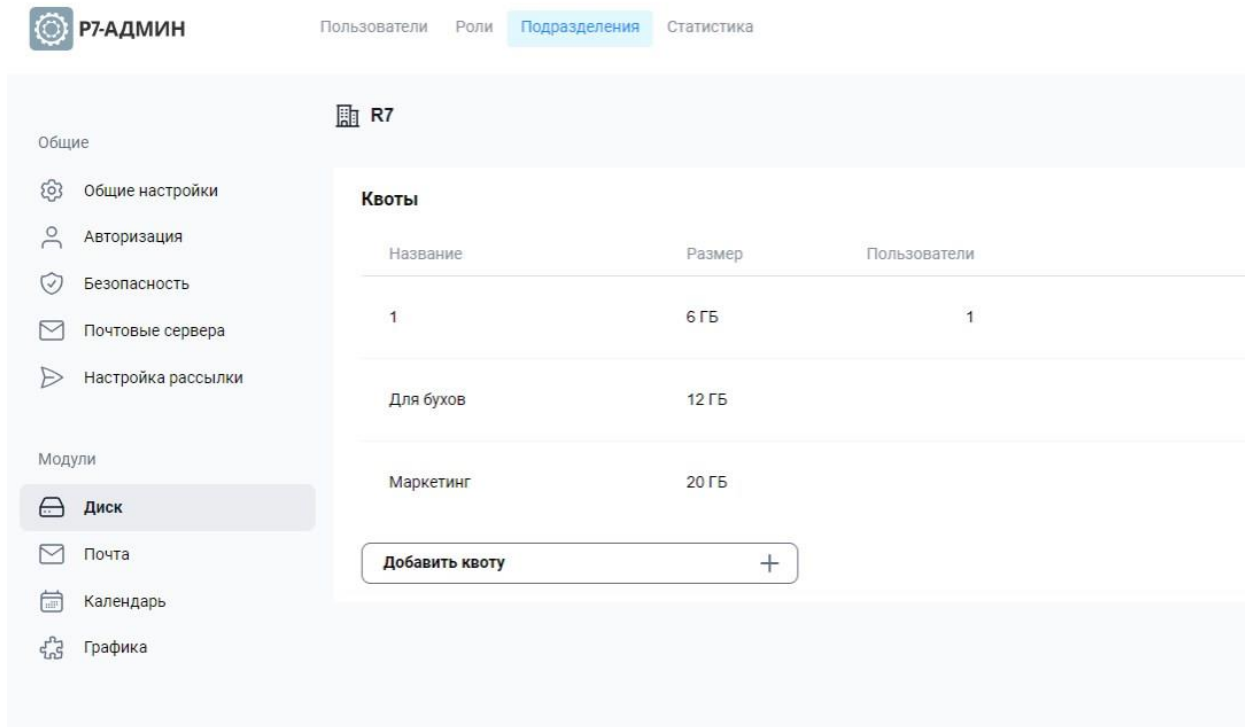 Р7-АДМИН
Пользователи Роли Подразделения Статистика
R7
Общие
Общие настройки
Авторизация
Безопасность
Почтовые сервера
Настройка рассылки
Модули
Диск
Почта
Календарь
Графика
Квоты
Название Размер Пользователи
1 6 ГБ 1
Для бухов 12 ГБ
Маркетинг 20 ГБ
Добавить квоту